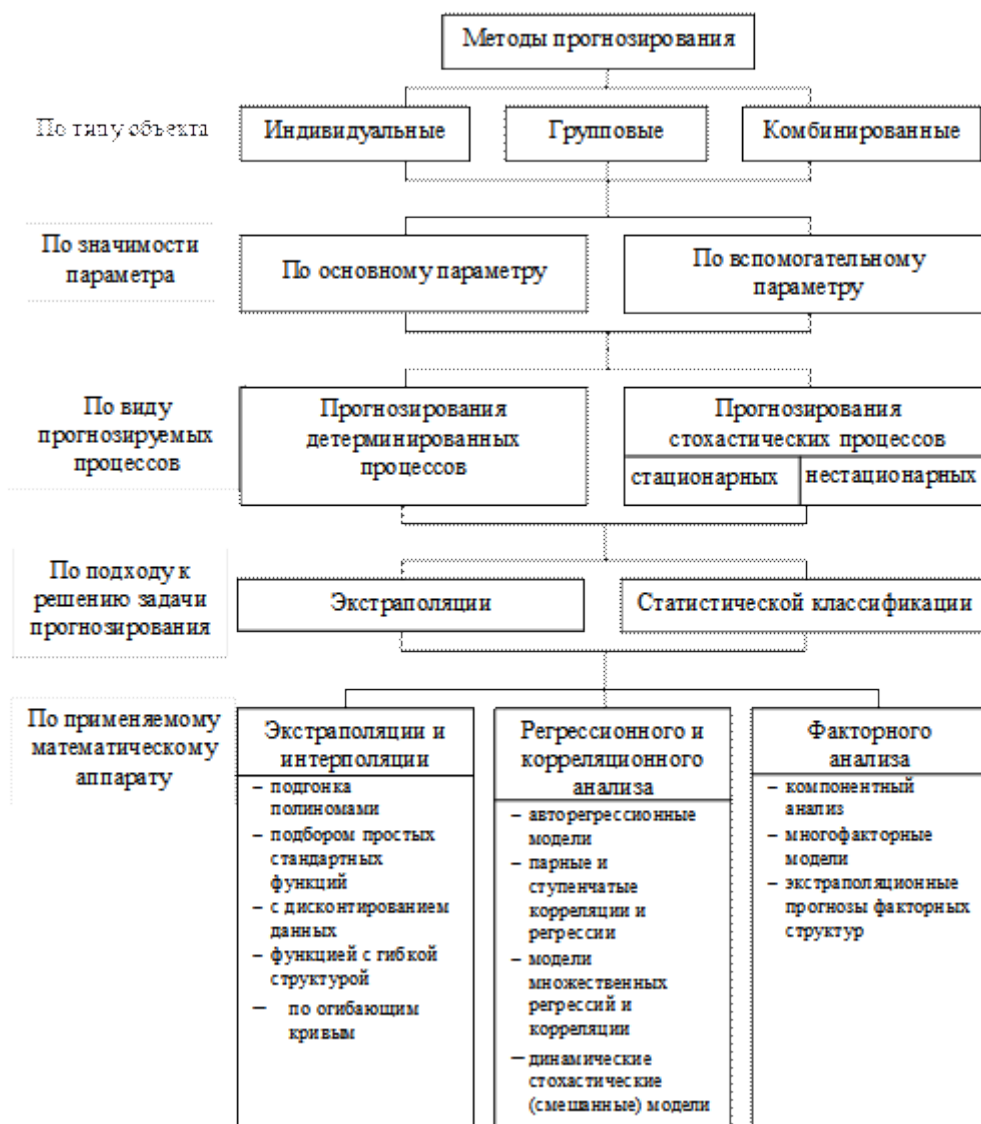 Методы прогнозирования
По типу объекта
Индивидуальные
Групповые
Комбинированные
По значимости
параметра
По основному параметру
По вспомогательному
параметру
По виду
прогнозируемых
процессов
Прогнозирования
детерминированных
процессов
Прогнозирования
стохастических процессов
стационарных
нестационарных
По подходу к
решению задачи
прогнозирования
Экстраполяции
Статистической классификации
По применяемому
математическому
аппарату
Экстраполяции и
интерполяции
– подгонка
полиномами
– подбором простых
стандартных
функций
– с дисконтированием
данных
– функцией с гибкой
структурой
– по огибающим
кривым
Регрессионного и
корреляционного
анализа
– авторегрессионные
модели
– парные и
ступенчатые
корреляции и
регрессии
– модели
множественных
регрессий и
корреляции
– динамические
стохастические
(смешанные) модели
Факторного
анализа
– компонентный
анализ
– многофакторные
модели
– экстраполяционные
прогнозы факторных
структур